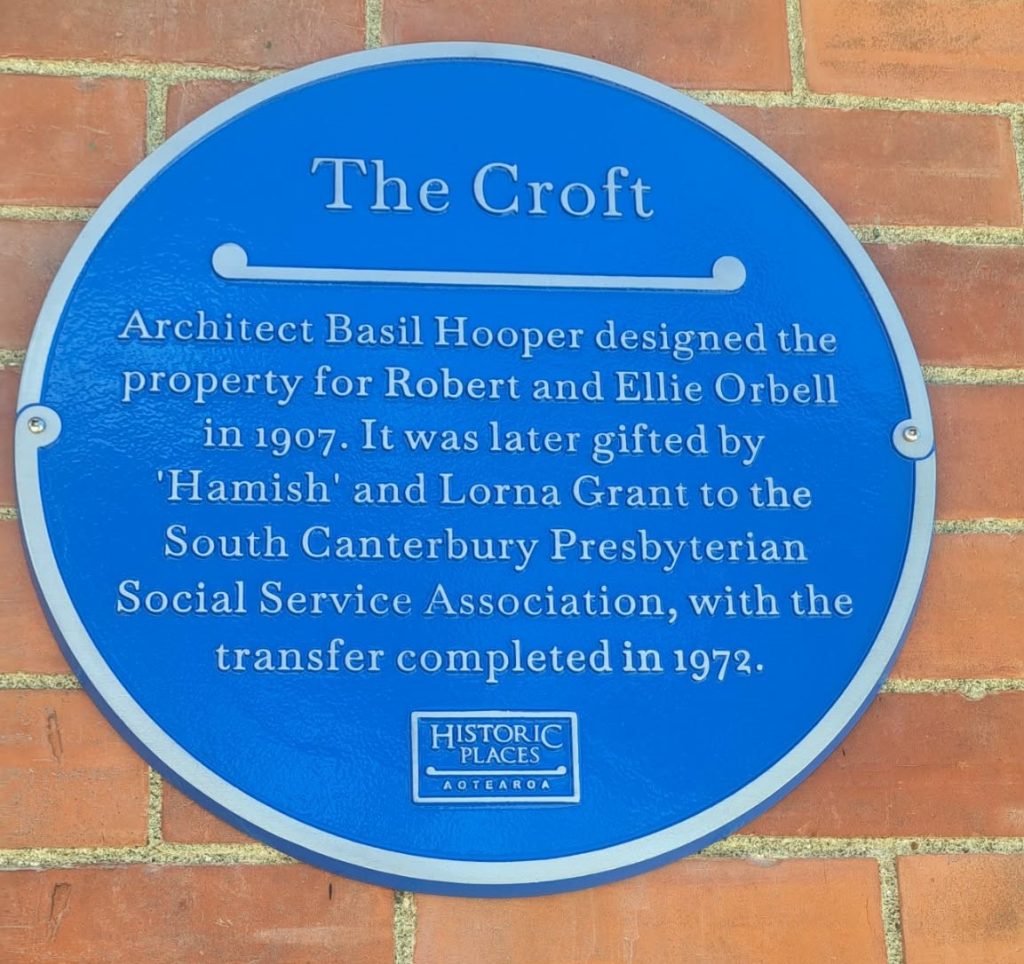 The Croft
Architect Basil Hooper designed the
property for Robert and Ellie Orbell
in 1907. It was later gifted by
'Hamish' and Lorna Grant to the
South Canterbury Presbyterian
Social Service Association, with the
transfer completed in 1972.
HISTORIC
PLACES
AOTEAROA